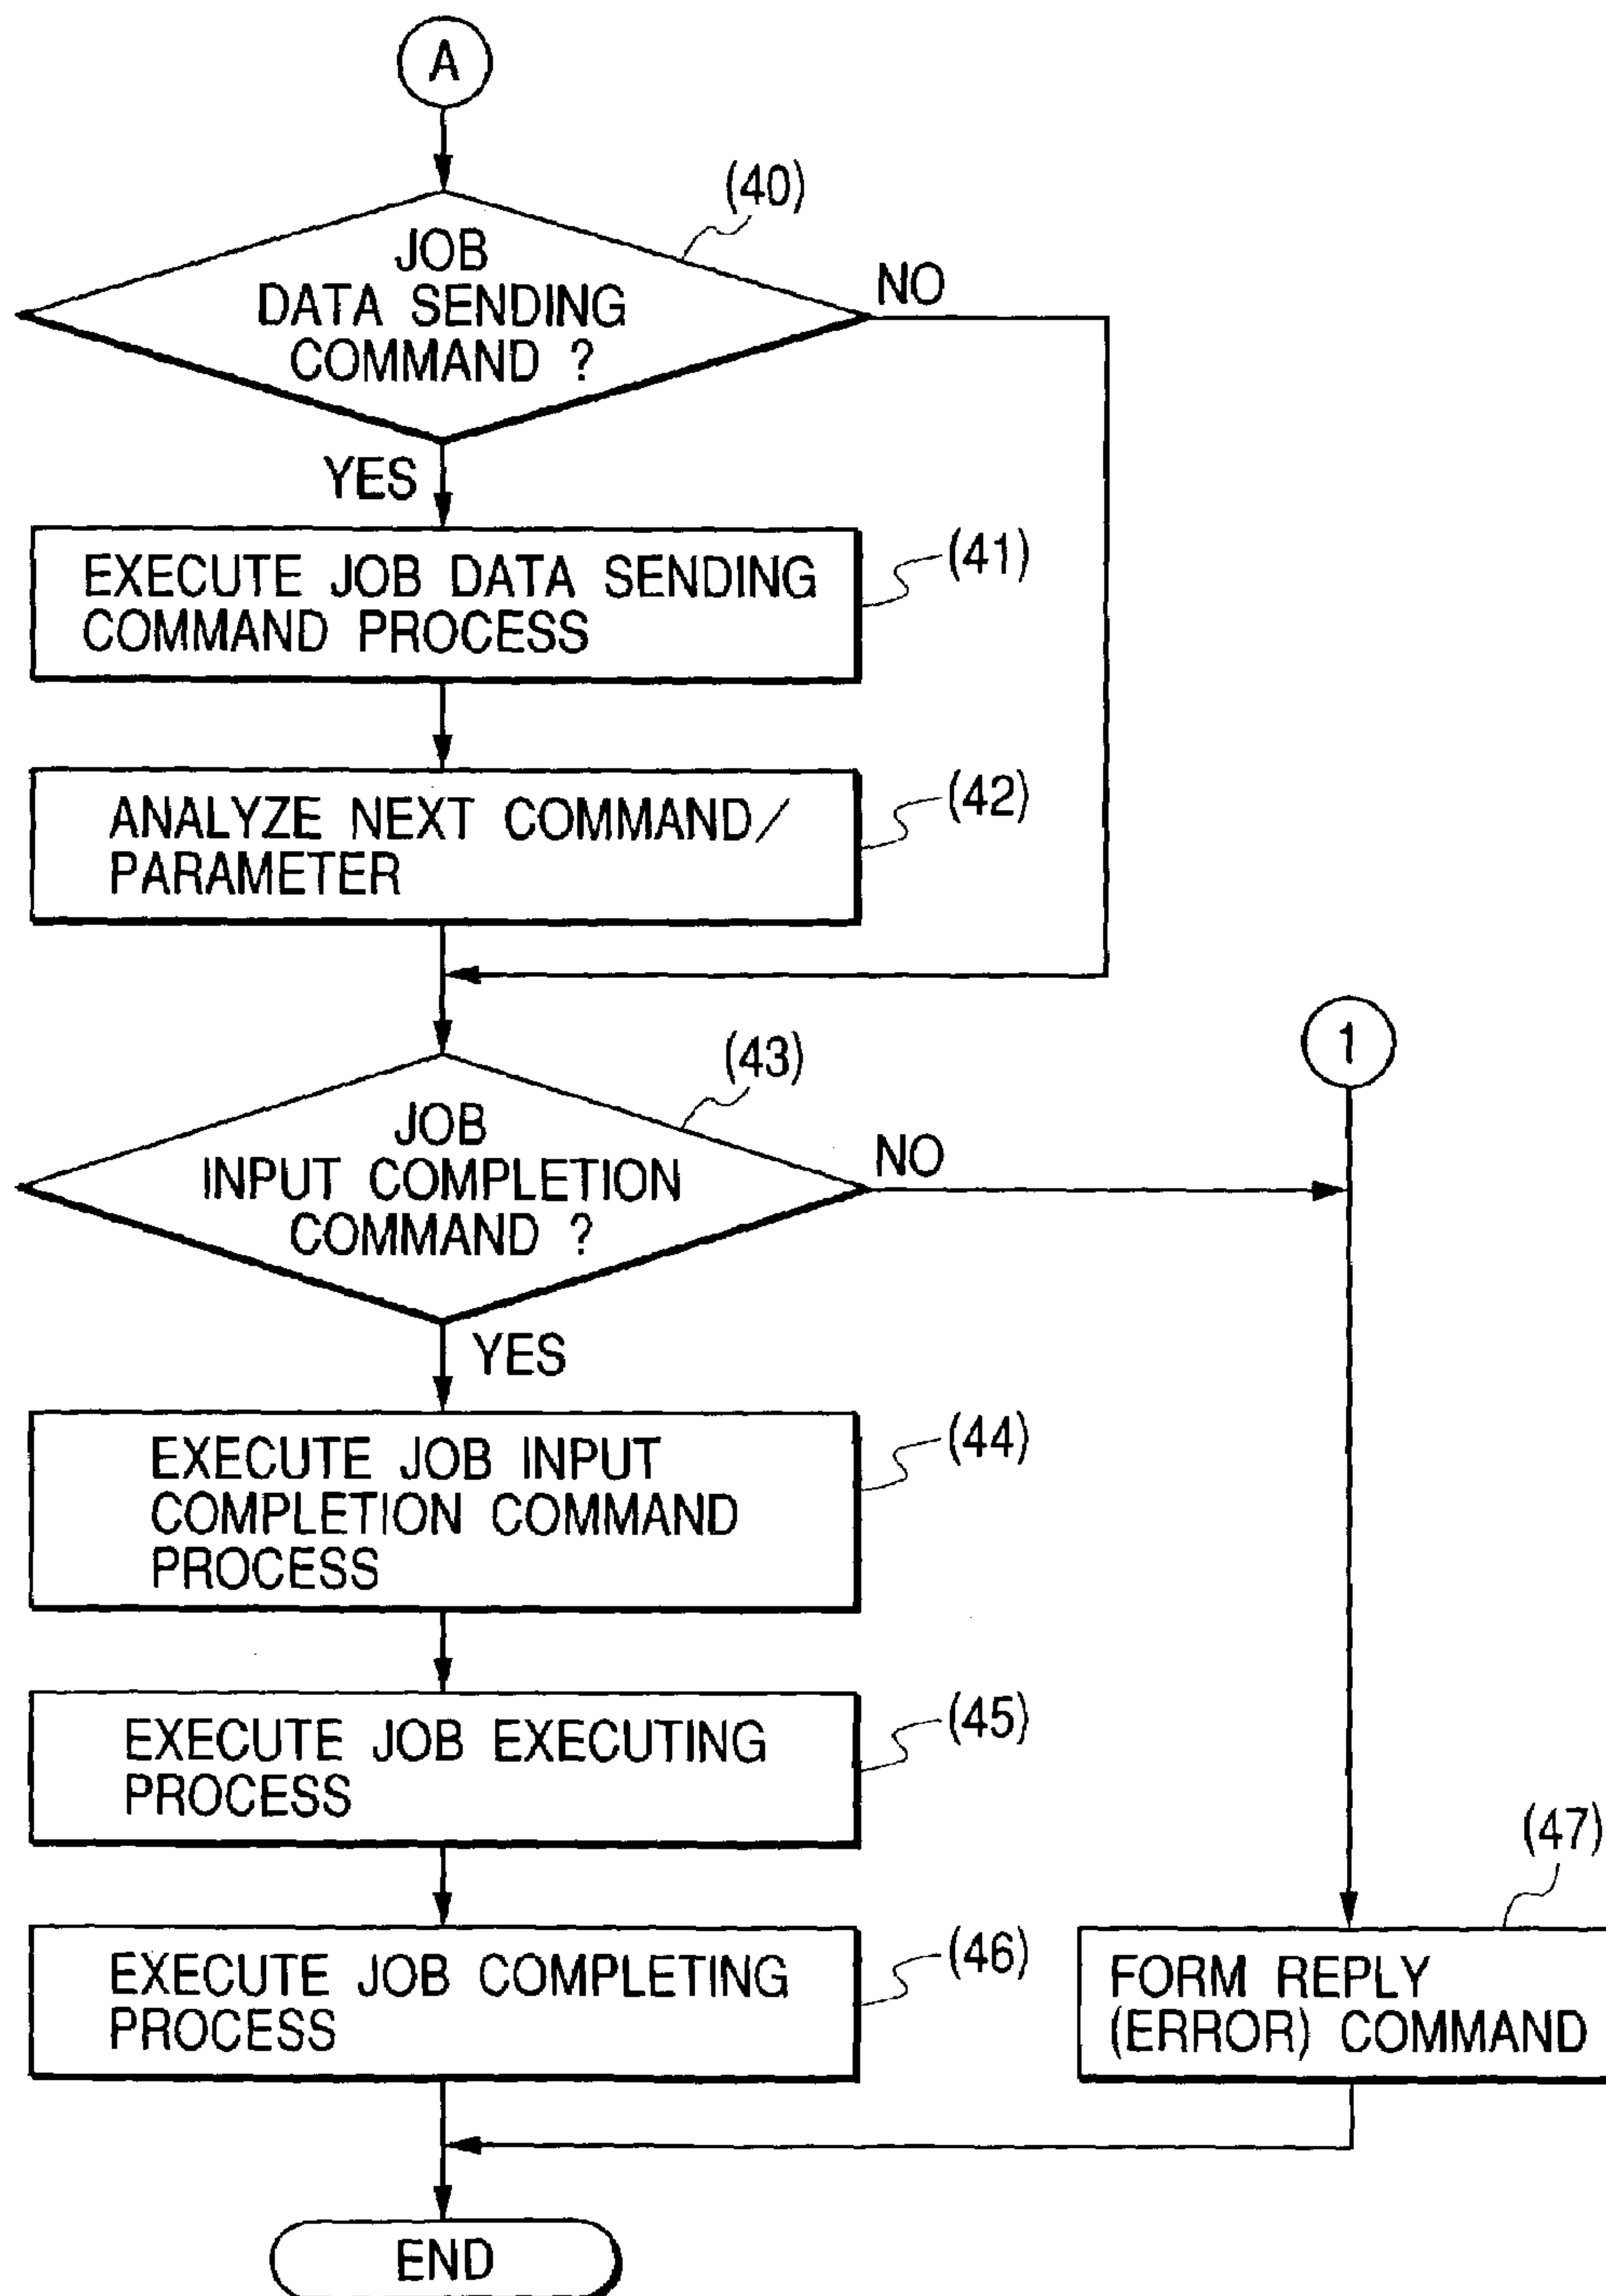 A
(40)
JOB
DATA SENDING
COMMAND ?
NO
YES
EXECUTE JOB DATA SENDING
COMMAND PROCESS
(41)
ANALYZE NEXT COMMAND/
PARAMETER
(42)
1
(43)
JOB
INPUT COMPLETION
COMMAND ?
NO
YES
EXECUTE JOB INPUT
COMPLETION COMMAND
PROCESS
(44)
EXECUTE JOB EXECUTING
PROCESS
(45)
EXECUTE JOB COMPLETING
PROCESS
(46)
(47)
FORM REPLY
(ERROR) COMMAND
END